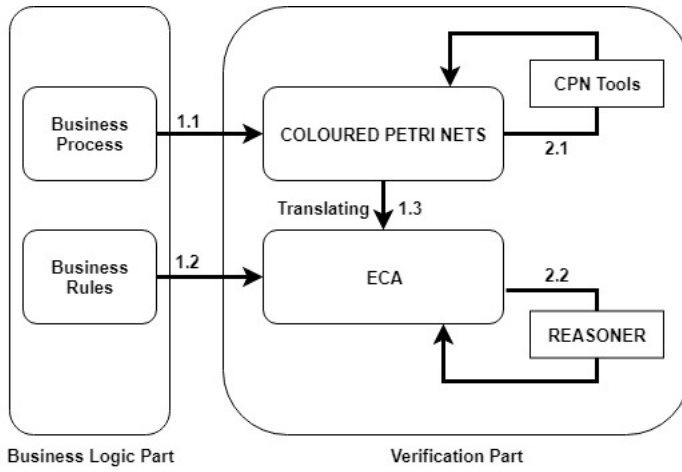 CPN Tools
Business
Process
1.1
COLOURED PETRI NETS
2.1
Translating
1.3
Business
Rules
1.2
ECA
2.2
REASONER
Business Logic Part
Verification Part